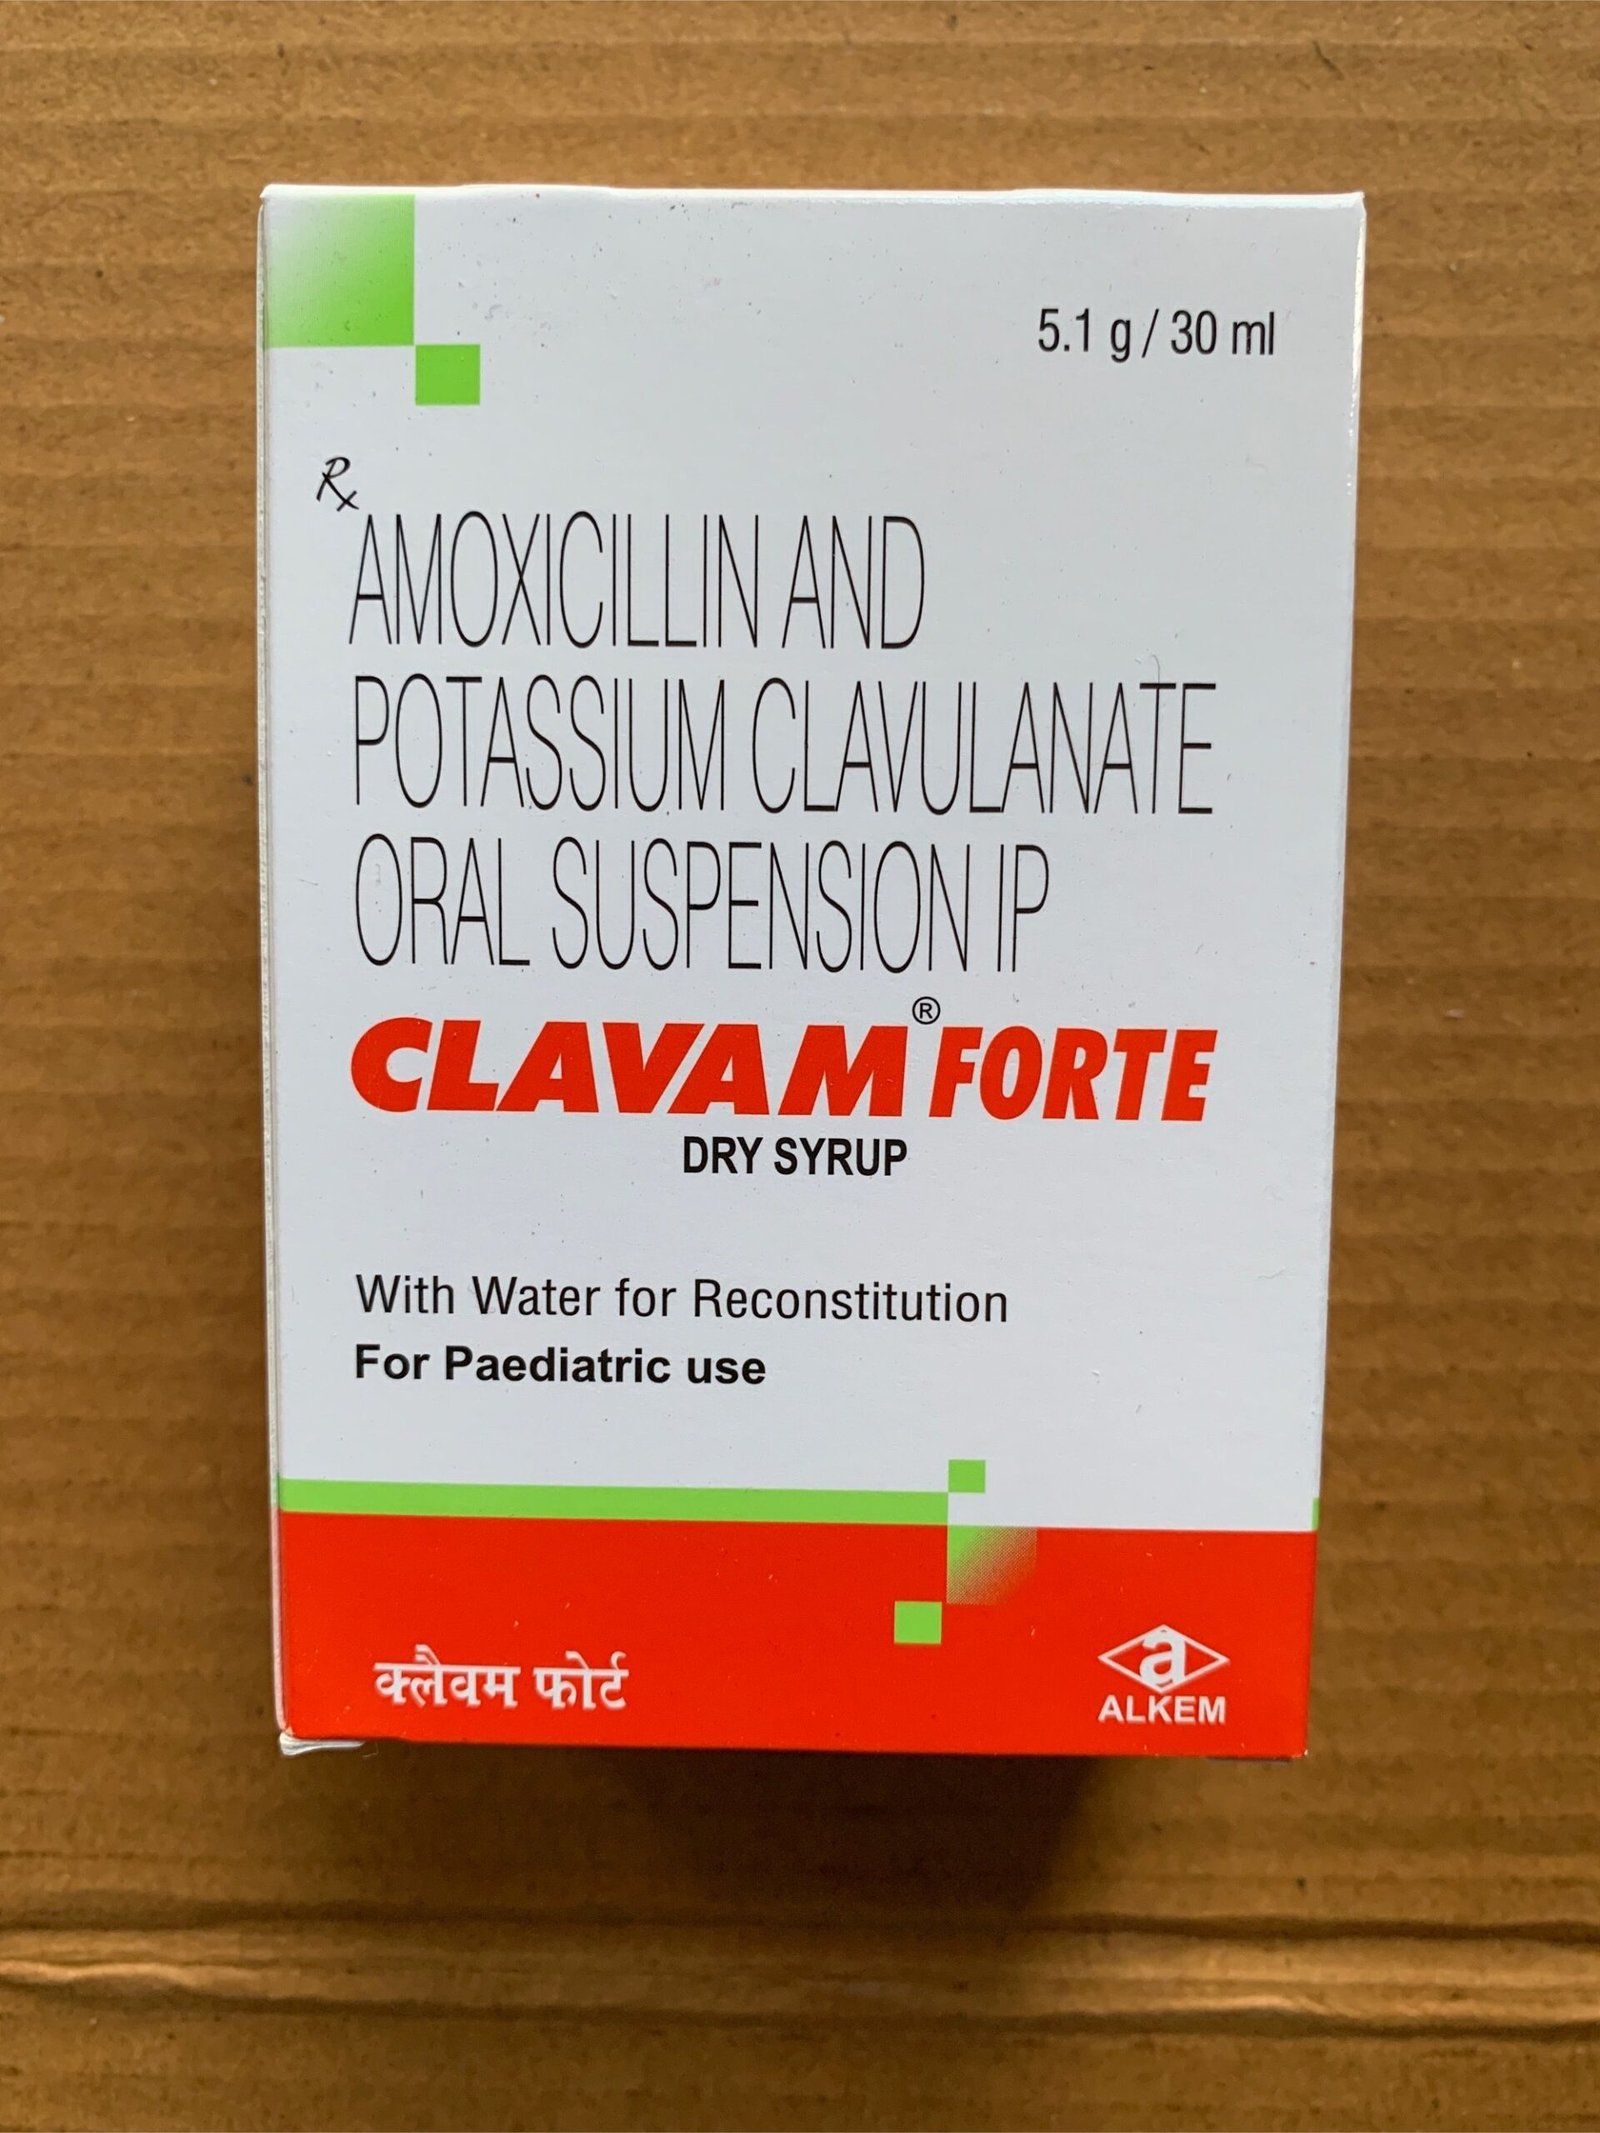 5.1 g / 30 ml
Rx
AMOXICILLIN AND
POTASSIUM CLAVULANATE
ORAL SUSPENSION IP
CLAVAM® FORTE
DRY SYRUP
With Water for Reconstitution
For Paediatric use
क्लैवम फोर्ट
a
ALKEM